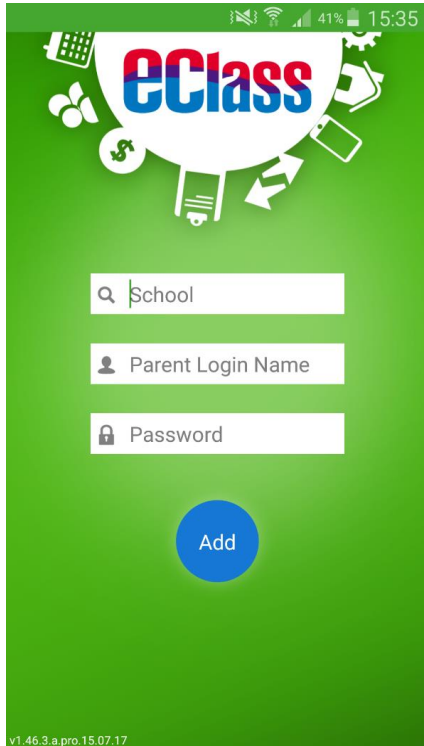 41% 15:35
eClass
$
School
Parent Login Name
Password
Add
v1.46.3.a.pro.15.07.17